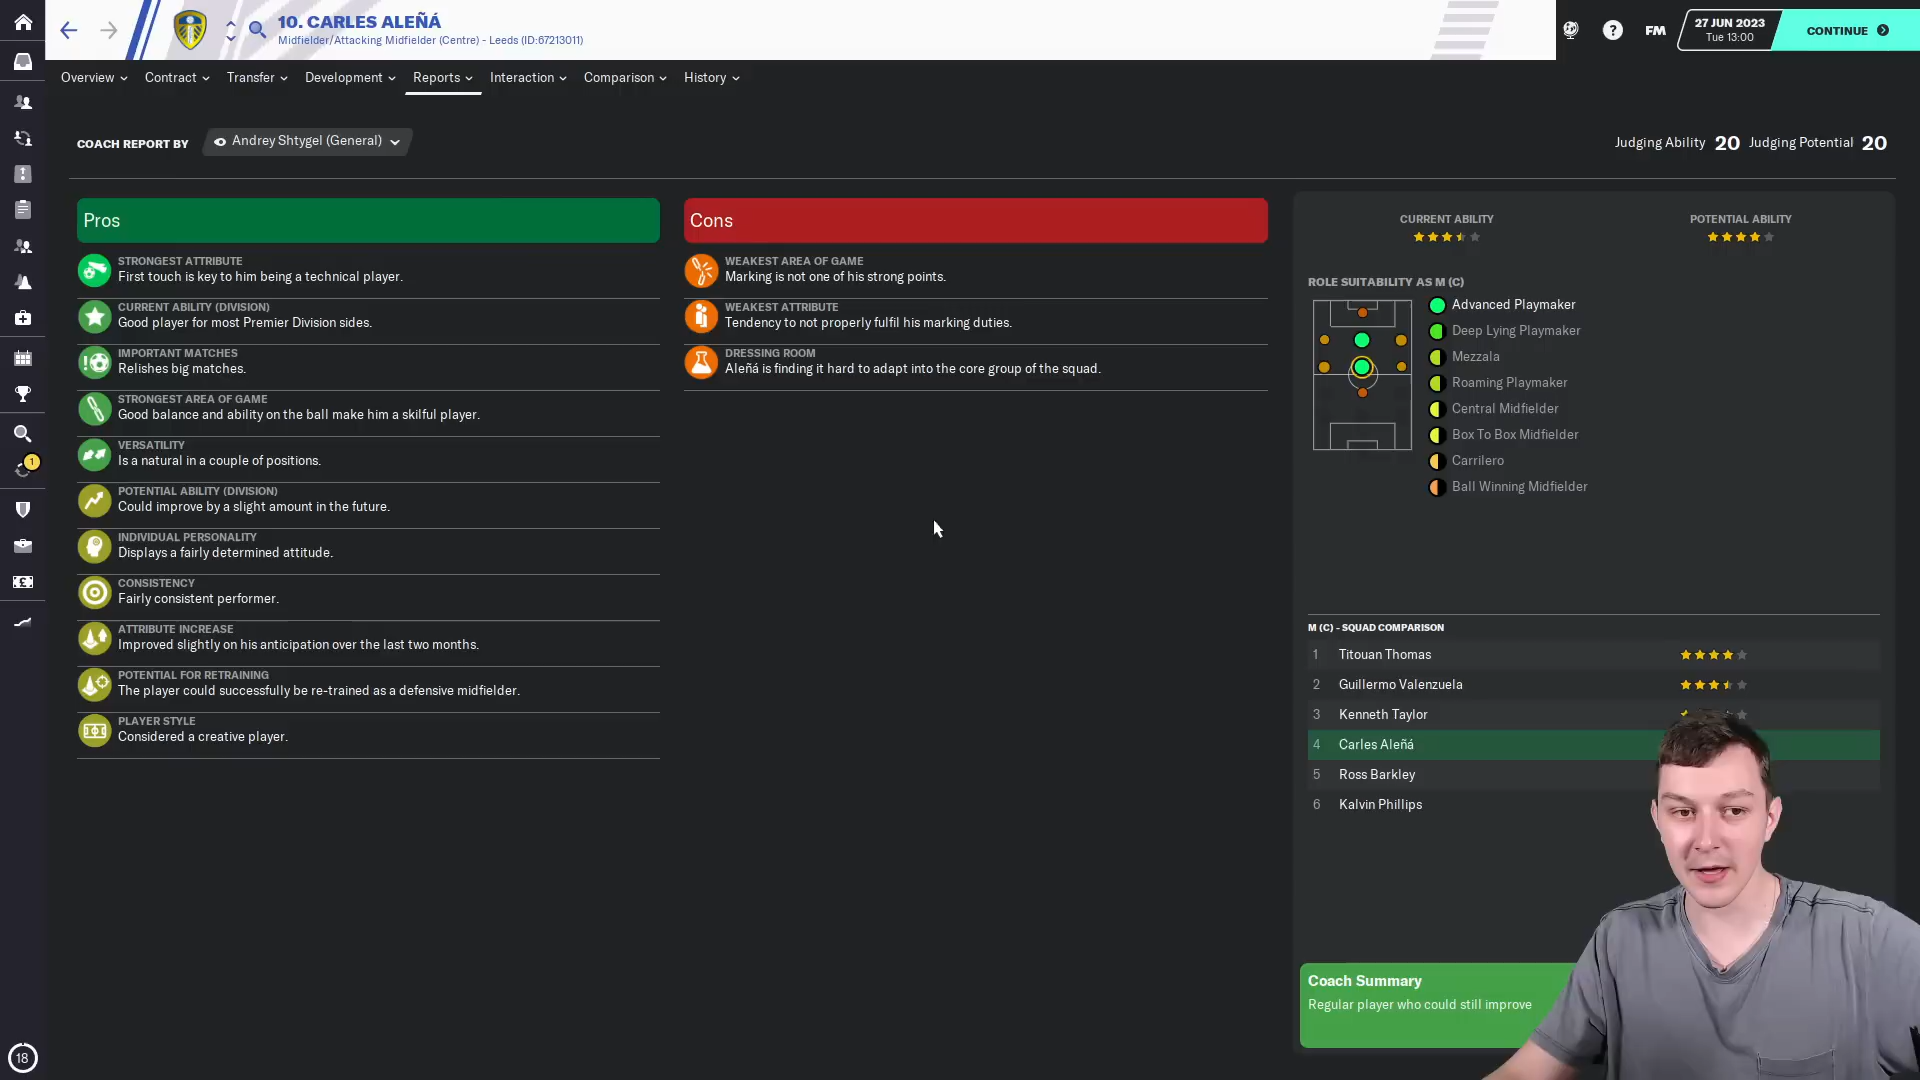 10. CARLES ALEÑÁ
Midfielder/Attacking Midfielder (Centre) - Leeds (ID:67213011)
?
FM
27 JUN 2023
Tue 13:00
CONTINUE
Overview
Contract
Transfer
Development
Reports
Interaction
Comparison
History
COACH REPORT BY
Andrey Shtygel (General)
Judging Ability 20 Judging Potential 20
Pros
STRONGEST ATTRIBUTE
First touch is key to him being a technical player.
CURRENT ABILITY (DIVISION)
Good player for most Premier Division sides.
IMPORTANT MATCHES
Relishes big matches.
STRONGEST AREA OF GAME
Good balance and ability on the ball make him a skilful player.
VERSATILITY
Is a natural in a couple of positions.
POTENTIAL ABILITY (DIVISION)
Could improve by a slight amount in the future.
INDIVIDUAL PERSONALITY
Displays a fairly determined attitude.
CONSISTENCY
Fairly consistent performer.
ATTRIBUTE INCREASE
Improved slightly on his anticipation over the last two months.
POTENTIAL FOR RETRAINING
The player could successfully be re-trained as a defensive midfielder.
PLAYER STYLE
Considered a creative player.
Cons
WEAKEST AREA OF GAME
Marking is not one of his strong points.
WEAKEST ATTRIBUTE
Tendency to not properly fulfil his marking duties.
DRESSING ROOM
Aleñá is finding it hard to adapt into the core group of the squad.
CURRENT ABILITY
POTENTIAL ABILITY
ROLE SUITABILITY AS M (C)
Advanced Playmaker
Deep Lying Playmaker
Mezzala
Roaming Playmaker
Central Midfielder
Box To Box Midfielder
Carrilero
Ball Winning Midfielder
M (C) - SQUAD COMPARISON
1 Titouan Thomas
2 Guillermo Valenzuela
3 Kenneth Taylor
4 Carles Aleñá
5 Ross Barkley
6 Kalvin Phillips
Coach Summary
Regular player who could still improve
1
18